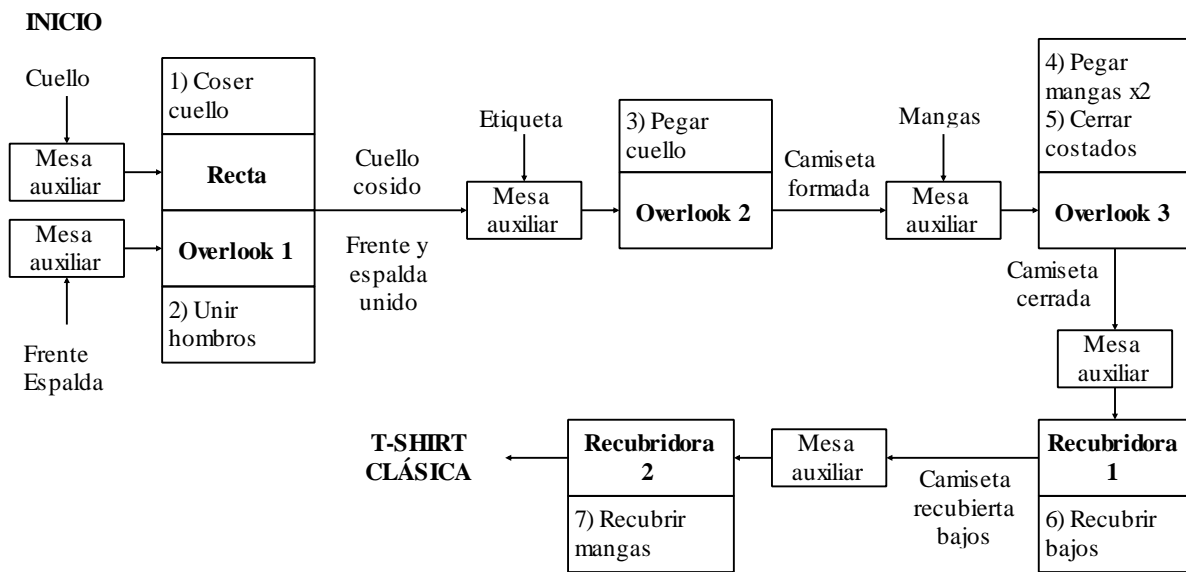 INICIO
Cuello
Mesa
auxiliar
1) Coser
cuello
Recta
Mesa
auxiliar
Overlook 1
2) Unir
hombros
Frente
Espalda
Cuello
cosido
Frente y
espalda
unido
Etiqueta
Mesa
auxiliar
3) Pegar
cuello
Overlook 2
Camiseta
formada
Mangas
Mesa
auxiliar
4) Pegar
mangas x2
5) Cerrar
costados
Overlook 3
Camiseta
cerrada
Mesa
auxiliar
Recubridora
1
6) Recubrir
bajos
Camiseta
recubierta
bajos
Mesa
auxiliar
Recubridora
2
7) Recubrir
mangas
T-SHIRT
CLÁSICA